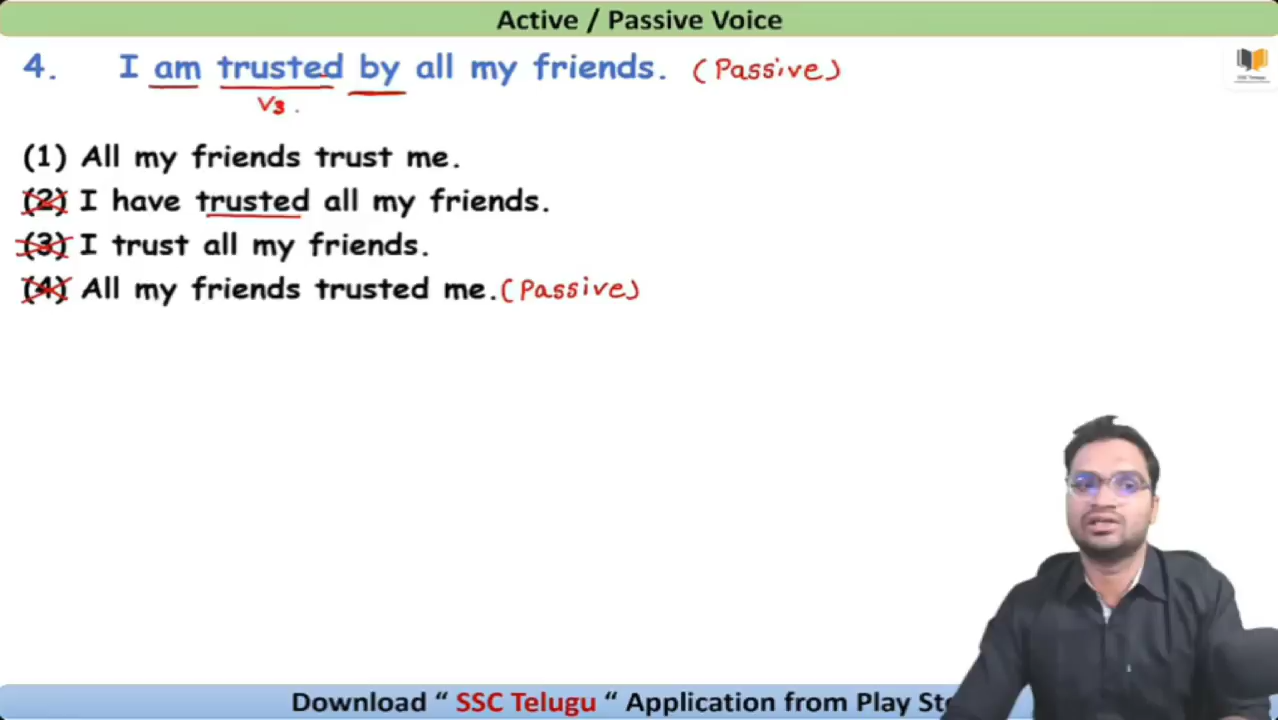 Active / Passive Voice
4. I am trusted by all my friends. (Passive)
V3.
(1) All my friends trust me.
(2) I have trusted all my friends.
(3) I trust all my friends.
(4) All my friends trusted me. (Passive)
Download “ SSC Telugu “ Application from Play Sto